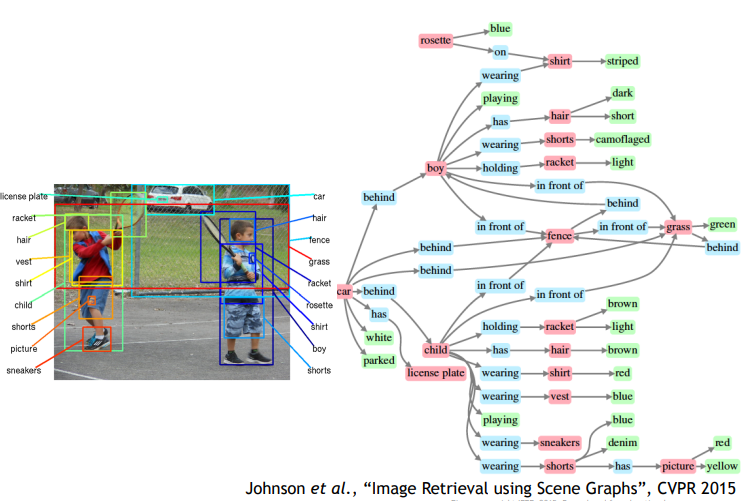 license plate
racket
hair
vest
shirt
child
shorts
picture
sneakers
car
hair
fence
grass
racket
rosette
shirt
boy
shorts
rosette
blue
on
shirt
striped
wearing
playing
has
hair
dark
short
wearing
shorts
camoflaged
boy
holding
racket
light
in front of
behind
behind
in front of
fence
in front of
grass
green
behind
behind
behind
in front of
car
behind
in front of
has
white
parked
child
license plate
holding
racket
brown
light
has
hair
brown
wearing
shirt
red
wearing
vest
blue
playing
blue
wearing
sneakers
denim
wearing
shorts
has
picture
red
yellow
Johnson et al., “Image Retrieval using Scene Graphs”, CVPR 2015